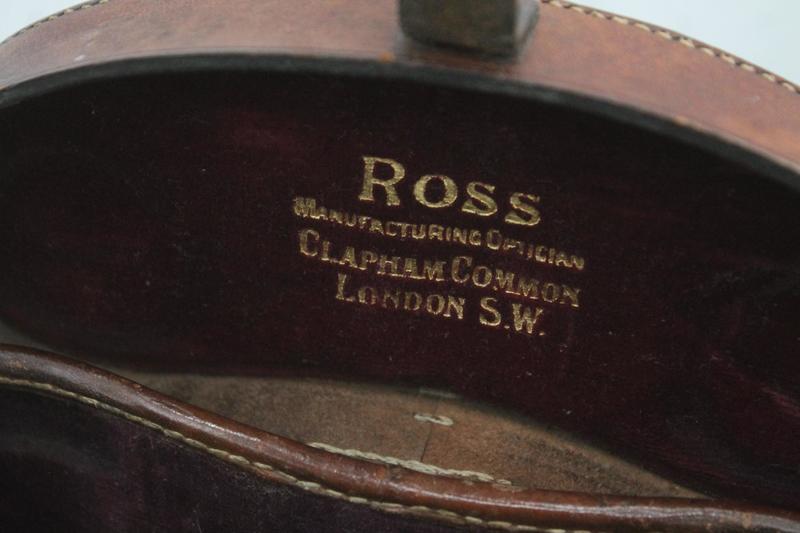 ROSS
MANUFACTURING OPTICIAN
CLAPHAM COMMON
LONDON S.W.